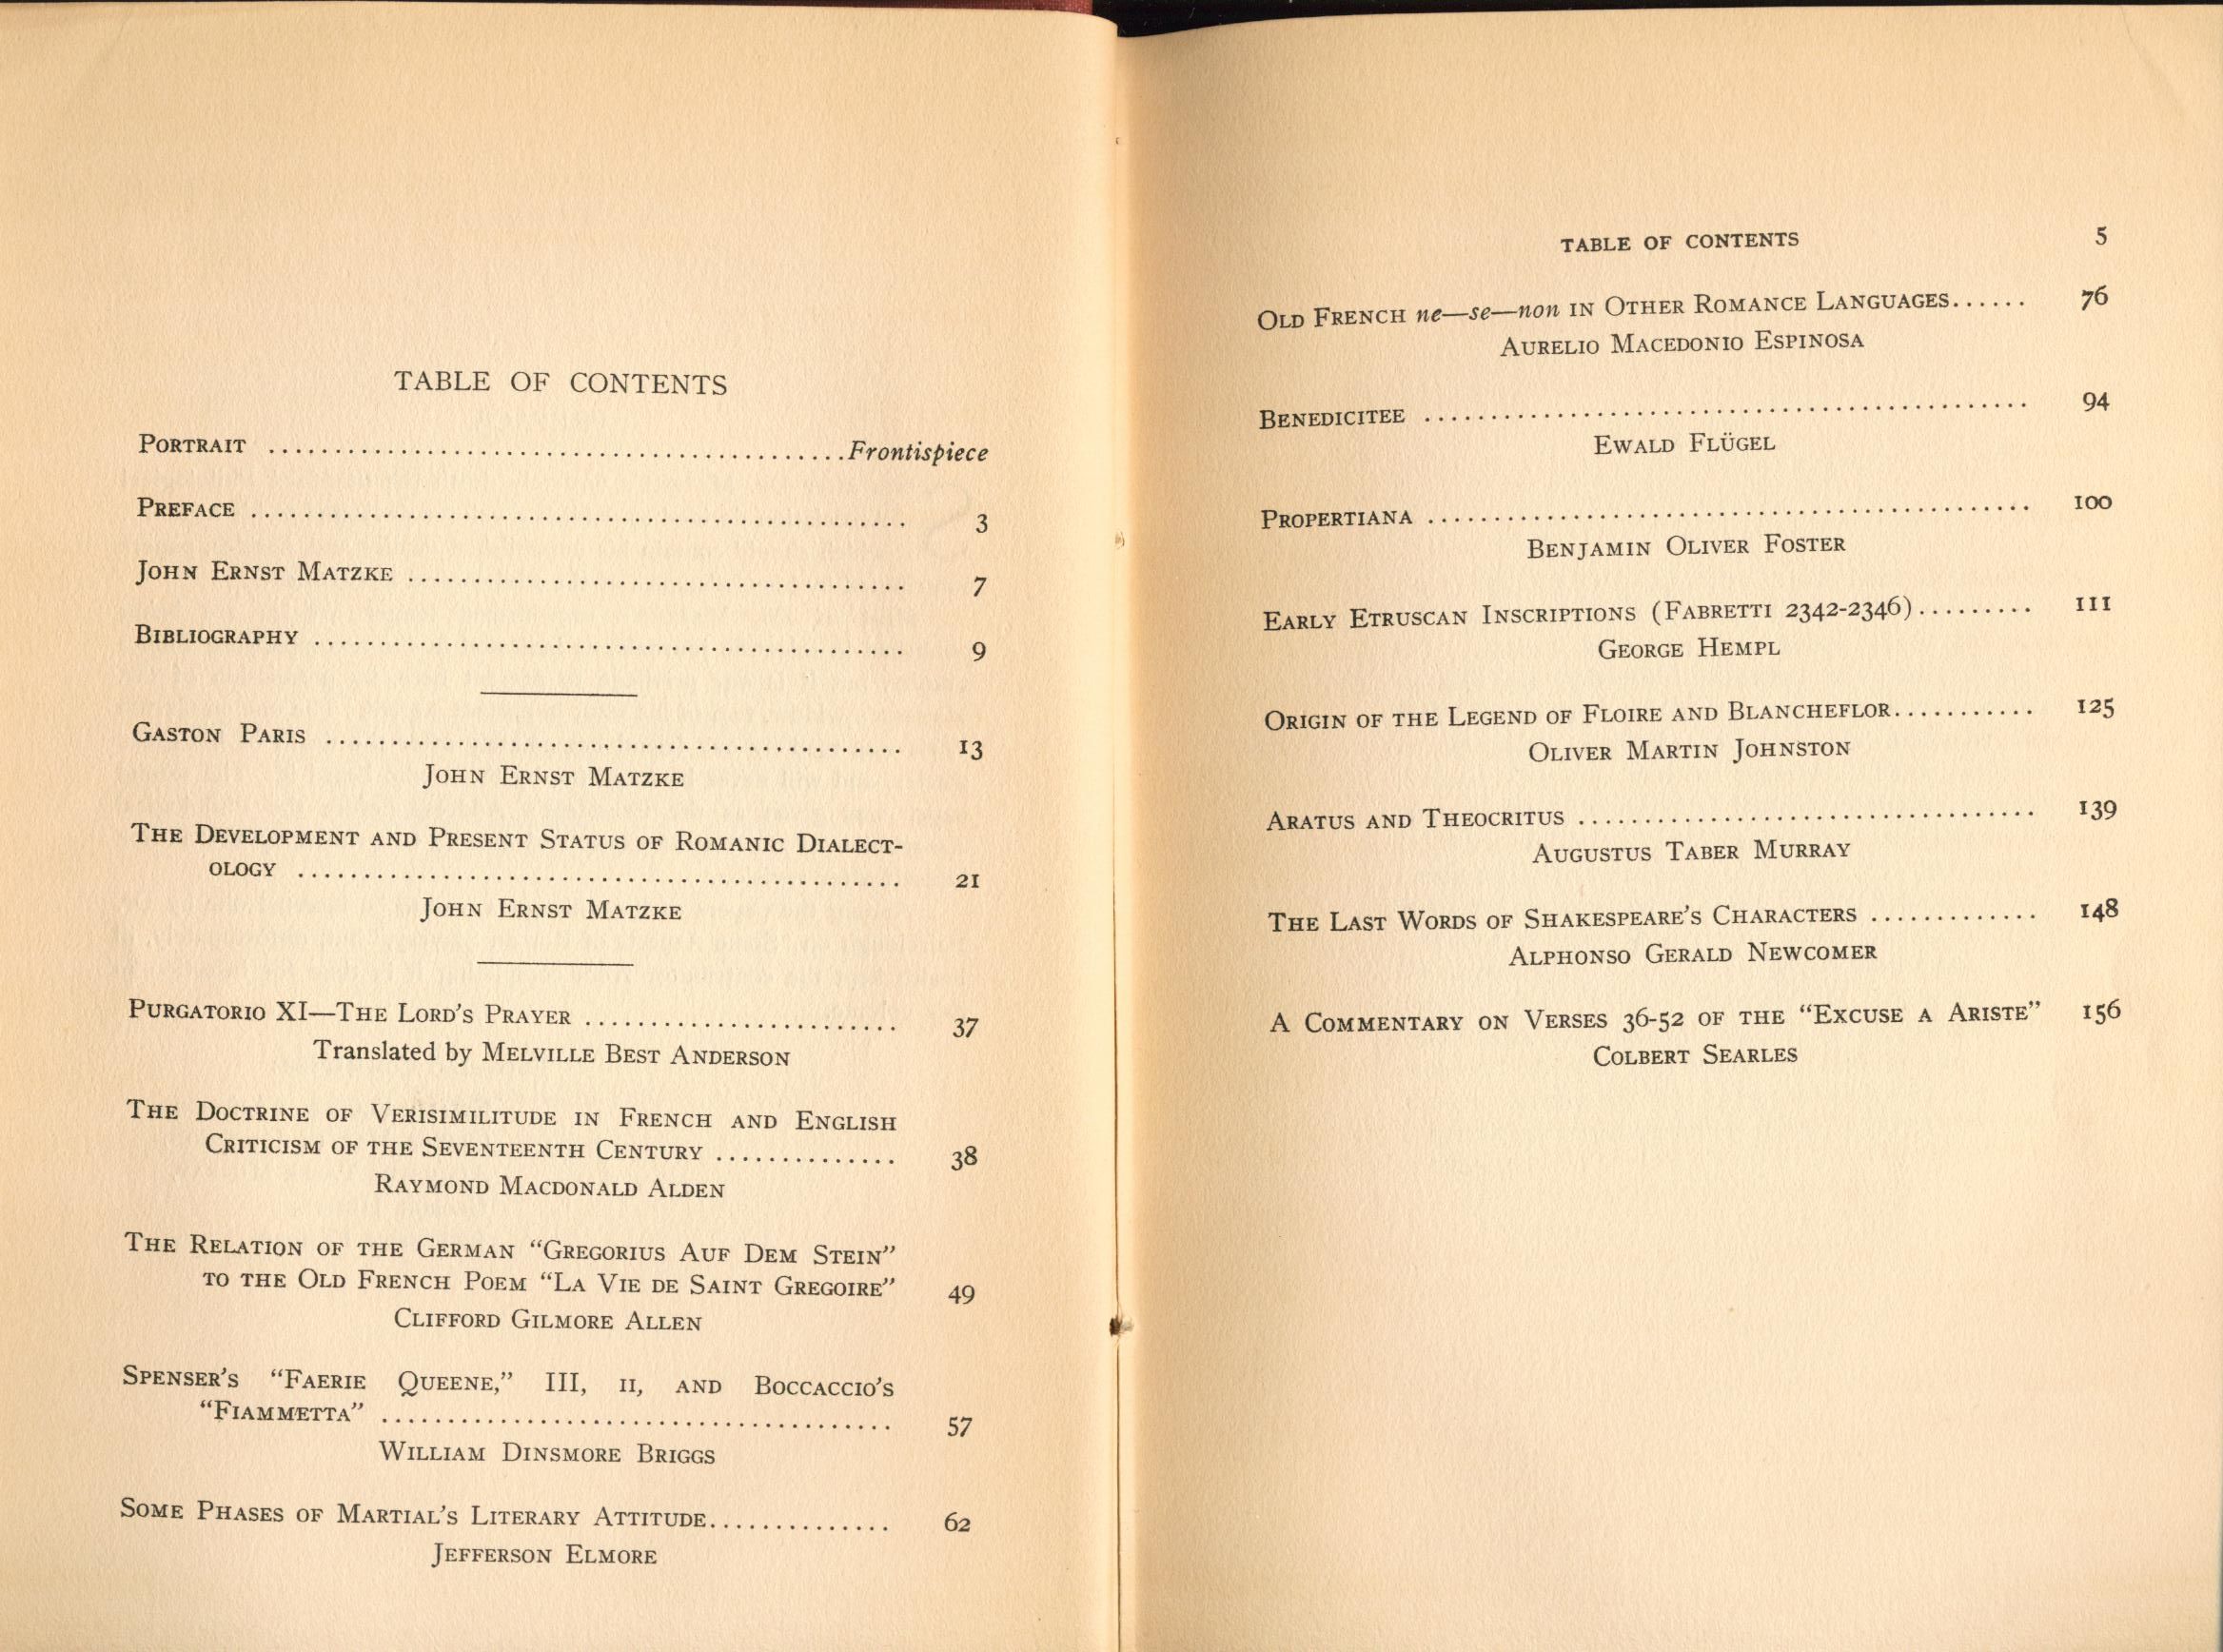 TABLE OF CONTENTS
PORTRAIT ............................................Frontispiece
PREFACE .................................................. 3
JOHN ERNST MATZKE ...................................... 7
BIBLIOGRAPHY ............................................. 9
GASTON PARIS ............................................ 13
JOHN ERNST MATZKE
THE DEVELOPMENT AND PRESENT STATUS OF ROMANIC DIALECT-
OLOGY .............................................. 21
JOHN ERNST MATZKE
PURGATORIO XI—THE LORD'S PRAYER ........................ 37
Translated by MELVILLE BEST ANDERSON
THE DOCTRINE OF VERISIMILITUDE IN FRENCH AND ENGLISH
CRITICISM OF THE SEVENTEENTH CENTURY .............. 38
RAYMOND MACDONALD ALDEN
THE RELATION OF THE GERMAN "GREGORIUS AUF DEM STEIN"
TO THE OLD FRENCH POEM "LA VIE DE SAINT GREGOIRE" 49
CLIFFORD GILMORE ALLEN
SPENSER'S "FAERIE QUEENE," III, II, AND BOCCACCIO'S
"FIAMMETTA" ....................................... 57
WILLIAM DINSMORE BRIGGS
SOME PHASES OF MARTIAL'S LITERARY ATTITUDE.............. 62
JEFFERSON ELMORE
TABLE OF CONTENTS 5
OLD FRENCH ne—se—non IN OTHER ROMANCE LANGUAGES...... 76
AURELIO MACEDONIO ESPINOSA
BENEDICITEE .............................................. 94
EWALD FLÜGEL
PROPERTIANA .............................................. 100
BENJAMIN OLIVER FOSTER
EARLY ETRUSCAN INSCRIPTIONS (FABRETTI 2342-2346)......... 111
GEORGE HEMPL
ORIGIN OF THE LEGEND OF FLOIRE AND BLANCHEFLOR........... 125
OLIVER MARTIN JOHNSTON
ARATUS AND THEOCRITUS ................................... 139
AUGUSTUS TABER MURRAY
THE LAST WORDS OF SHAKESPEARE'S CHARACTERS ............. 148
ALPHONSO GERALD NEWCOMER
A COMMENTARY ON VERSES 36-52 OF THE "EXCUSE A ARISTE" 156
COLBERT SEARLES